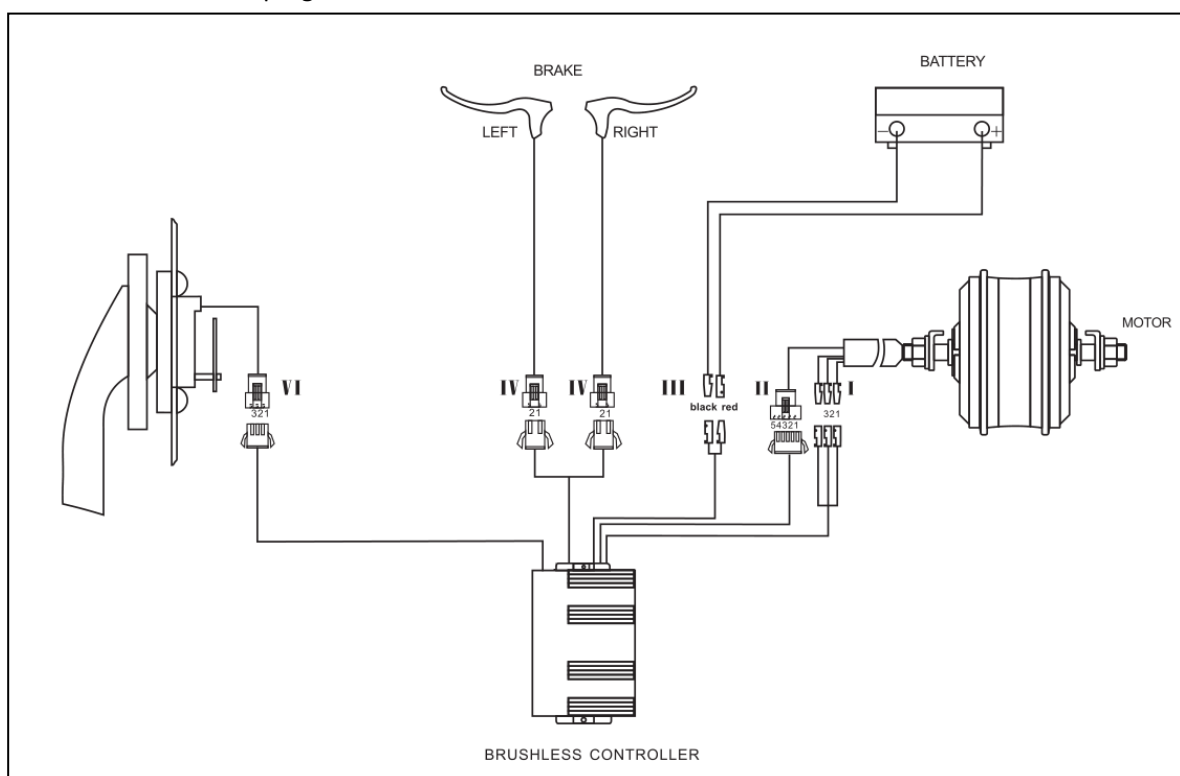 BRAKE
LEFT
RIGHT
BATTERY
- +
MOTOR
VI
321
IV
21
IV
21
III
black red
II
54321
I
321
BRUSHLESS CONTROLLER